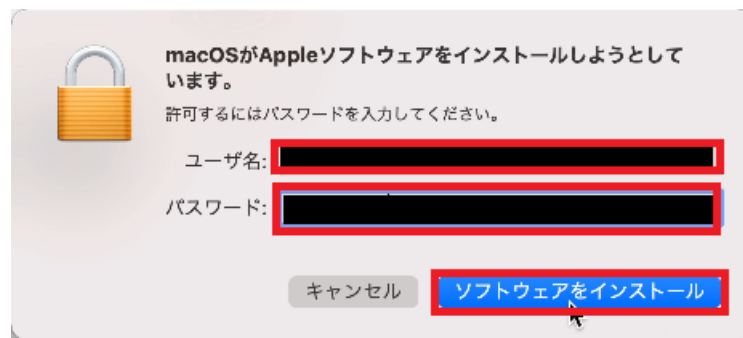 macOSがAppleソフトウェアをインストールしようとして
います。
許可するにはパスワードを入力してください。
ユーザ名:
パスワード:
キャンセル ソフトウェアをインストール